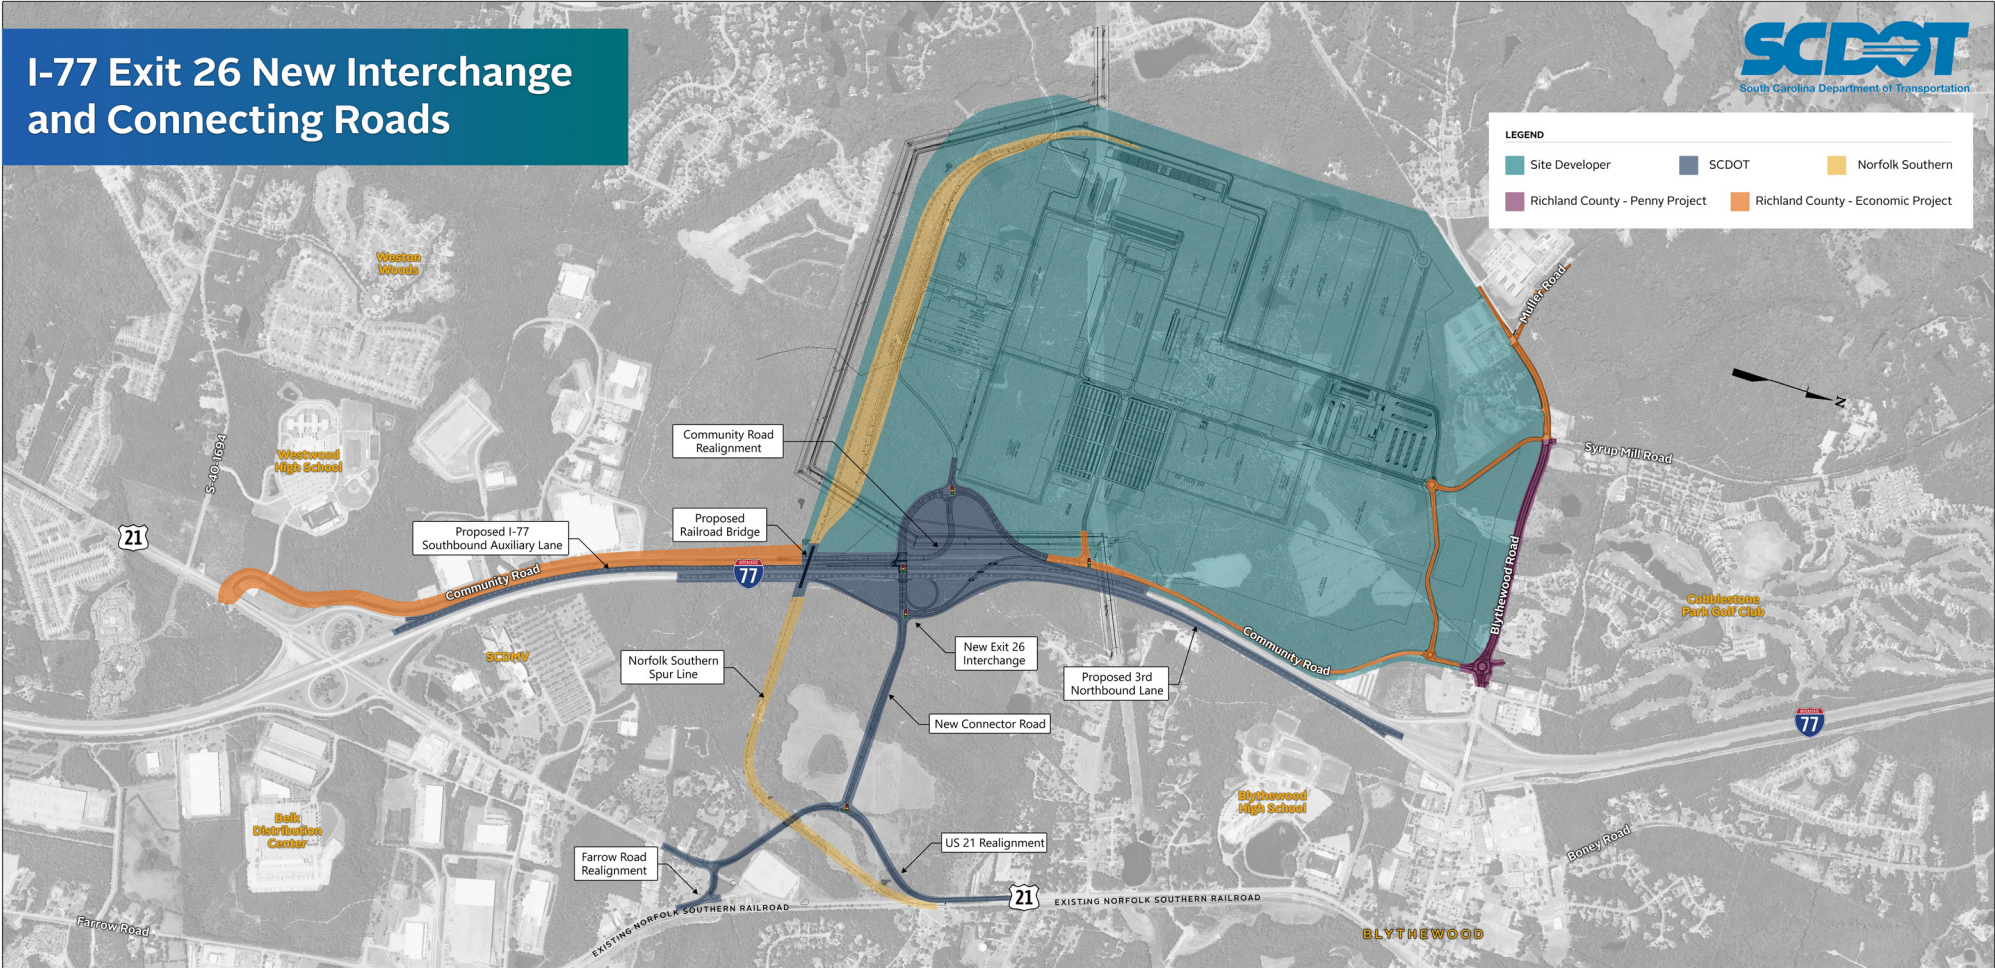 I-77 Exit 26 New Interchange
and Connecting Roads
SCDOT
South Carolina Department of Transportation
LEGEND
Site Developer
SCDOT
Norfolk Southern
Richland County - Penny Project
Richland County - Economic Project
Weston
Woods
Muller Road
N
Community Road
Realignment
Westwood
High School
S-40-1694
Syrup Mill Road
21
Proposed I-77
Southbound Auxiliary Lane
Proposed
Railroad Bridge
INTERSTATE
77
Community Road
Blythewood Road
Cobblestone
Park Golf Club
SCDMV
Norfolk Southern
Spur Line
New Exit 26
Interchange
Community Road
Proposed 3rd
Northbound Lane
New Connector Road
INTERSTATE
77
Belk
Distribution
Center
Blythewood
High School
US 21 Realignment
Boney Road
Farrow Road
Realignment
21
EXISTING NORFOLK SOUTHERN RAILROAD
EXISTING NORFOLK SOUTHERN RAILROAD
Farrow Road
BLYTHEWOOD